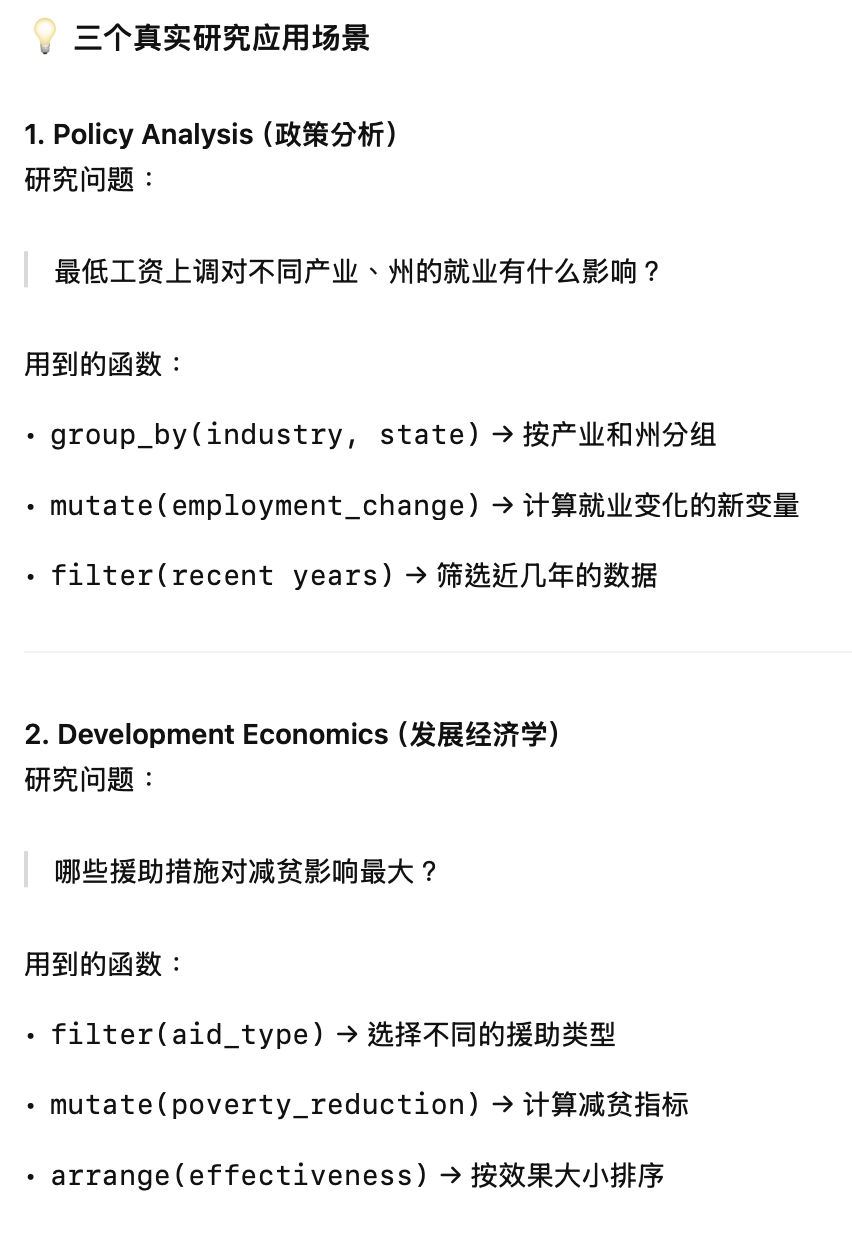 💡 三个真实研究应用场景
1. Policy Analysis (政策分析)
研究问题：
最低工资上调对不同产业、州的就业有什么影响？
用到的函数：
• group_by(industry, state) → 按产业和州分组
• mutate(employment_change) → 计算就业变化的新变量
• filter(recent years) → 筛选近几年的数据
2. Development Economics (发展经济学)
研究问题：
哪些援助措施对减贫影响最大？
用到的函数：
• filter(aid_type) → 选择不同的援助类型
• mutate(poverty_reduction) → 计算减贫指标
• arrange(effectiveness) → 按效果大小排序